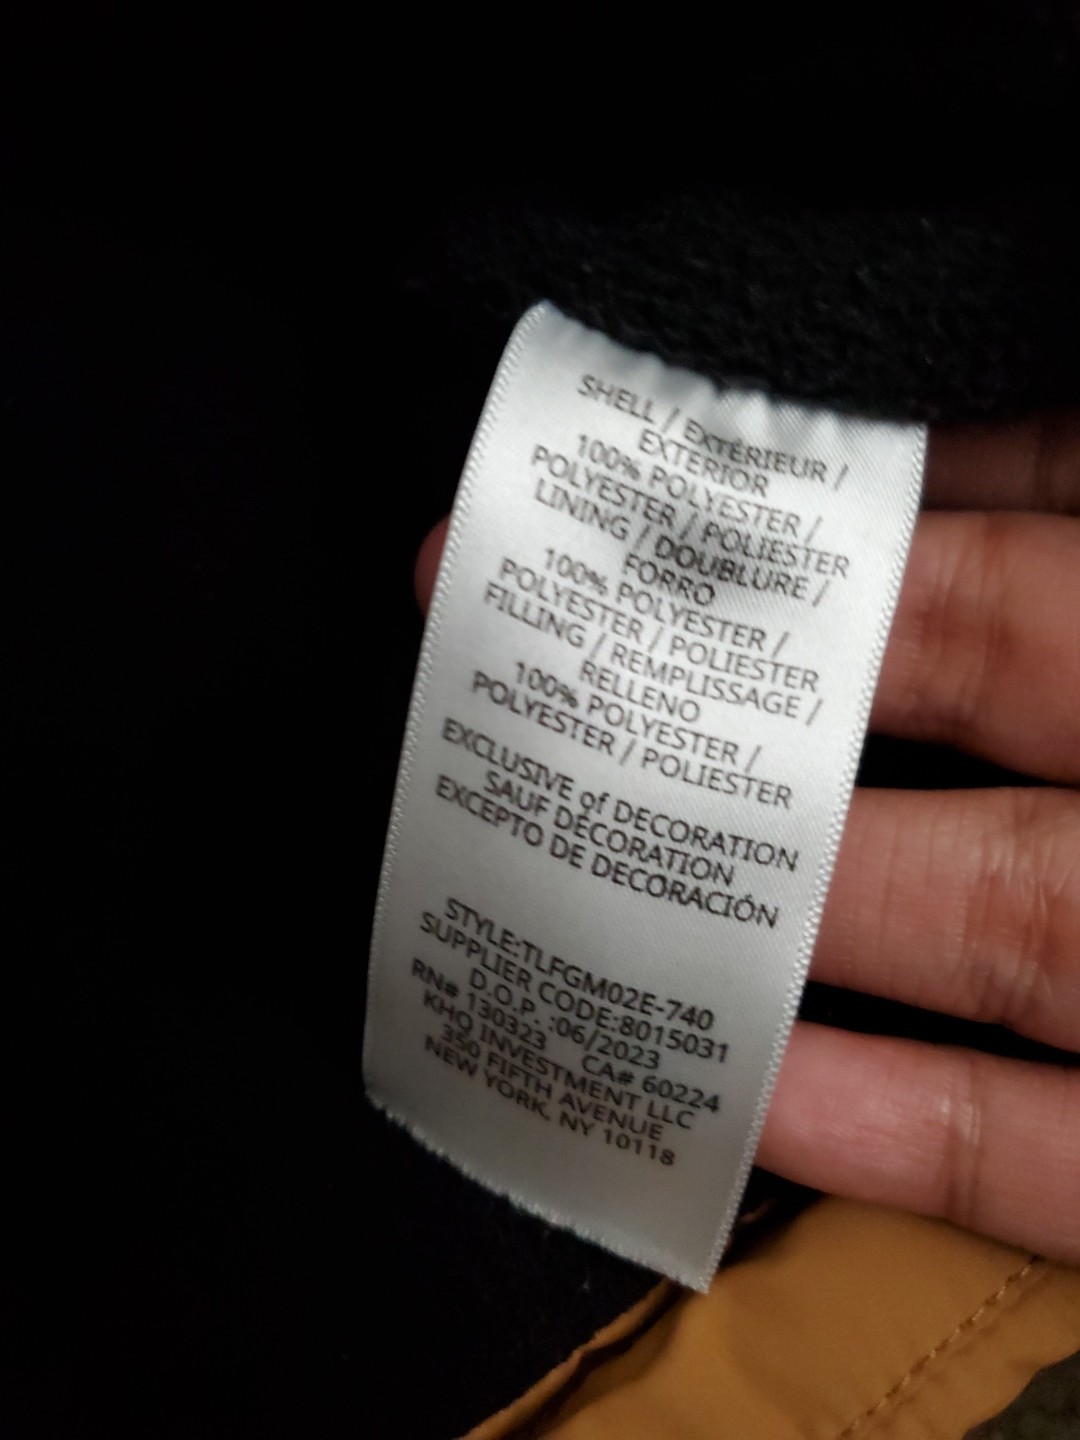 SHELL / EXTÉRIEUR /
EXTERIOR
100% POLYESTER /
POLYESTER / POLIESTER
LINING / DOUBLURE /
FORRO
100% POLYESTER /
POLYESTER / POLIESTER
FILLING / REMPLISSAGE /
RELLENO
100% POLYESTER /
POLYESTER / POLIESTER
EXCLUSIVE of DECORATION
SAUF DÉCORATION
EXCEPTO DE DECORACIÓN
STYLE:TLFGM02E-740
SUPPLIER CODE:8015031
D.O.P. :06/2023
RN# 130323 CA# 60224
KHQ INVESTMENT LLC
350 FIFTH AVENUE
NEW YORK, NY 10118